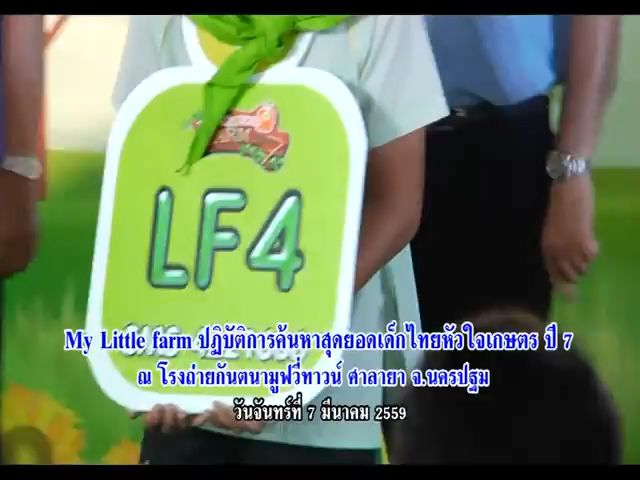 LF4
My Little farm ปฏิบัติการค้นหาสุดยอดเด็กไทยหัวใจเกษตร ปี 7
ณ โรงถ่ายกันตนามูฟวี่ทาวน์ ศาลายา จ.นครปฐม
วันจันทร์ที่ 7 มีนาคม 2559